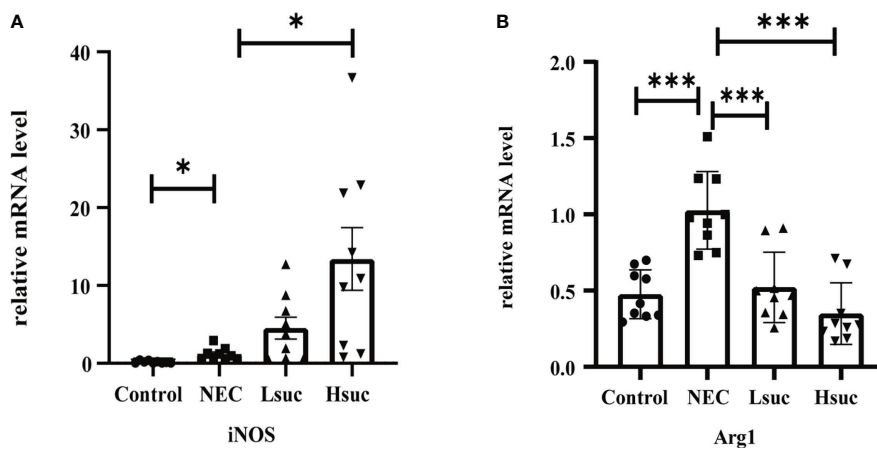 A
relative mRNA level
40
30
20
10
0
*
*
Control NEC Lsuc Hsuc
iNOS
B
relative mRNA level
2.0
1.5
1.0
0.5
0.0
***
***
***
Control NEC Lsuc Hsuc
Arg1